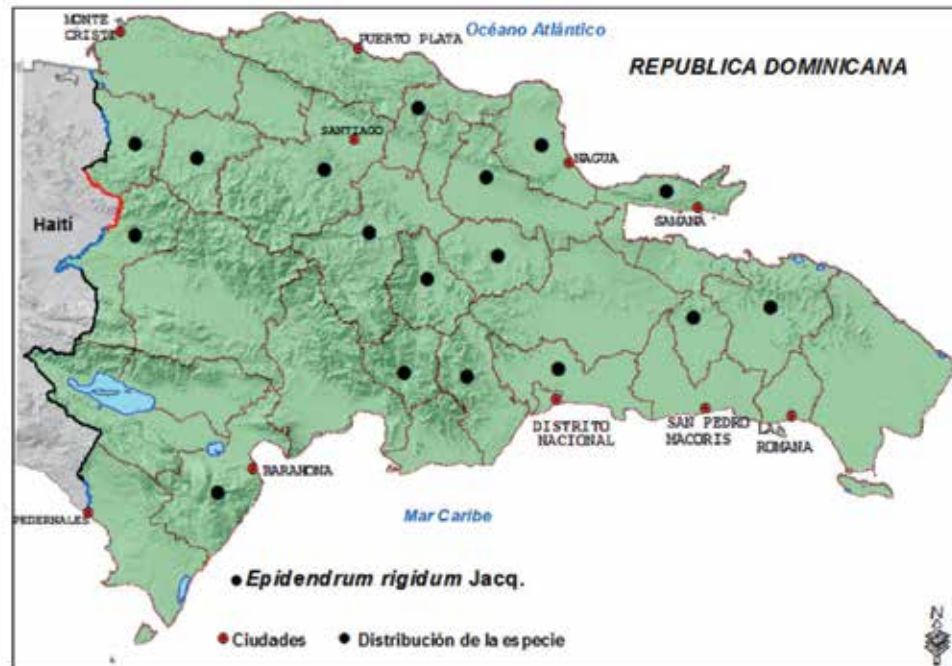 MONTE
CRISTI
PUERTO PLATA
Océano Atlántico
REPUBLICA DOMINICANA
SANTIAGO
NAGUA
SAMANA
Haití
DISTRITO
NACIONAL
SAN PEDRO
MACORIS
LA
ROMANA
BARAHONA
PEDERNALES
Mar Caribe
Epidendrum rigidum Jacq.
Ciudades
Distribución de la especie
N